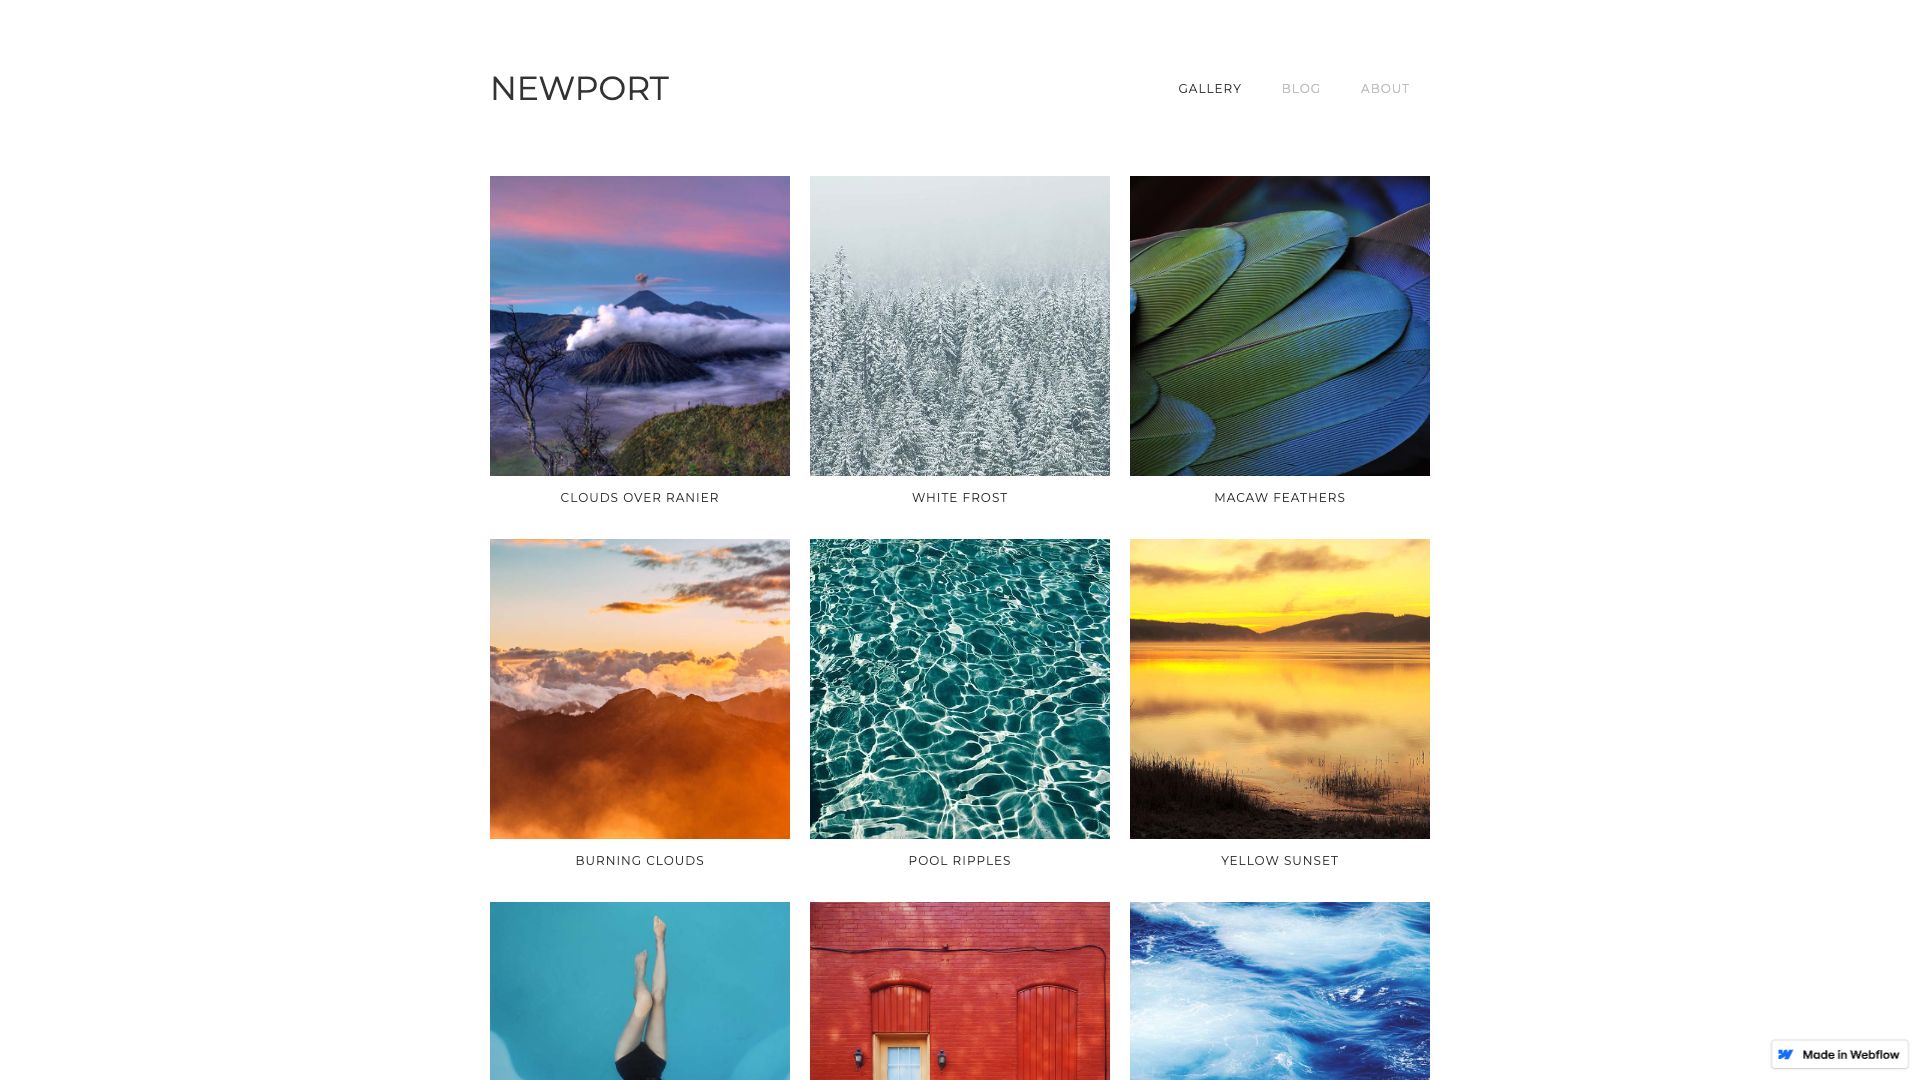 NEWPORT
GALLERY BLOG ABOUT
CLOUDS OVER RANIER
WHITE FROST
MACAW FEATHERS
BURNING CLOUDS
POOL RIPPLES
YELLOW SUNSET
Made in Webflow